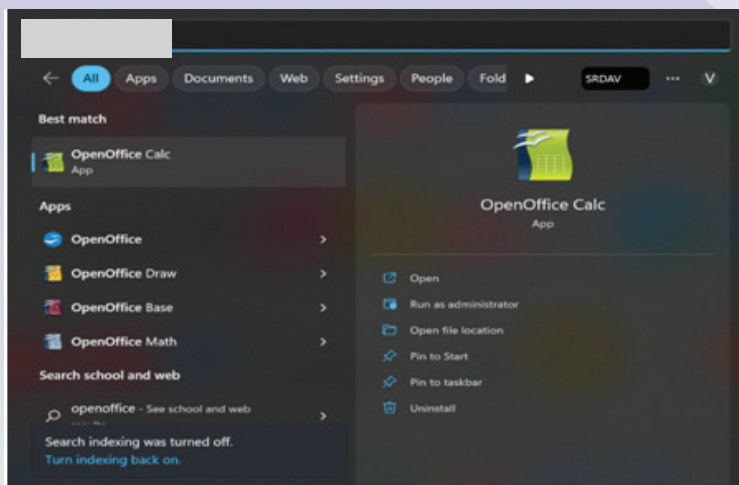 All Apps Documents Web Settings People Fold SRDAV ... V
Best match
OpenOffice Calc
App
Apps
OpenOffice
OpenOffice Draw
OpenOffice Base
OpenOffice Math
Search school and web
openoffice - See school and web
Search indexing was turned off.
Turn indexing back on.
OpenOffice Calc
App
Open
Run as administrator
Open file location
Pin to Start
Pin to taskbar
Uninstall